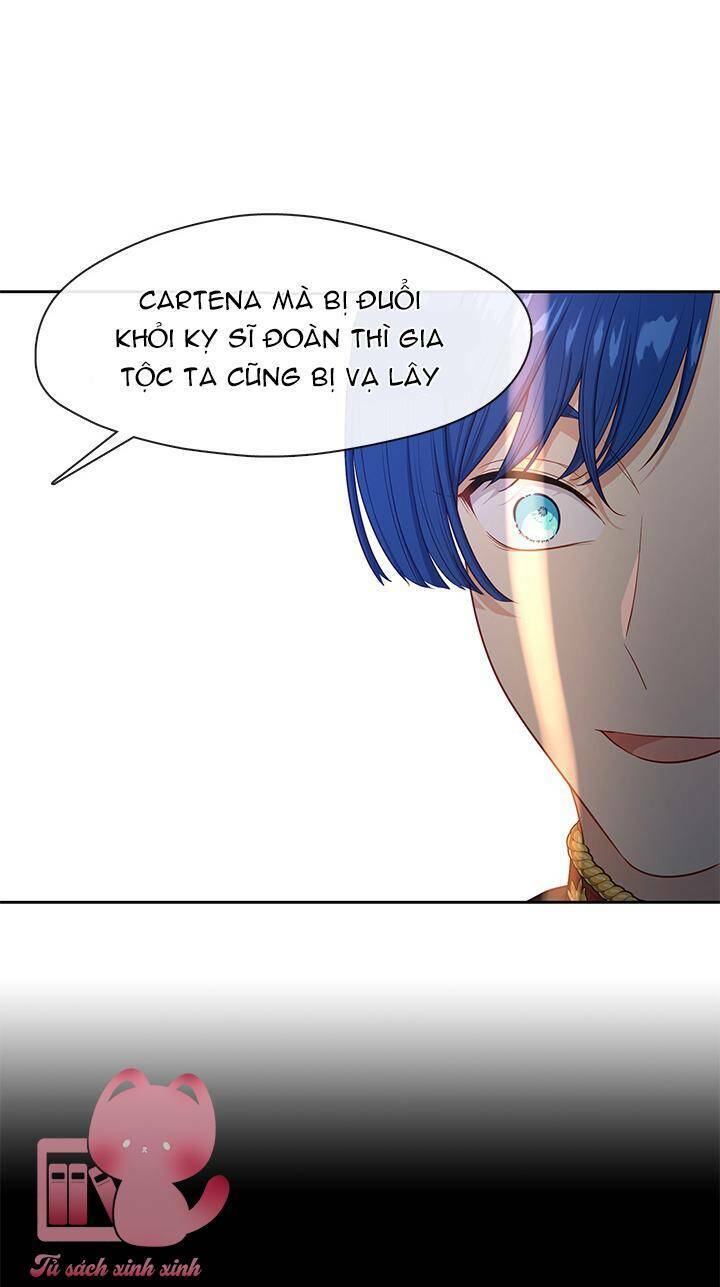 CARTENA MÀ BỊ ĐUỔI
KHỎI KỴ SĨ ĐOÀN THÌ GIA
TỘC TA CŨNG BỊ VẠ LÂY
Tủ sách xinh xinh